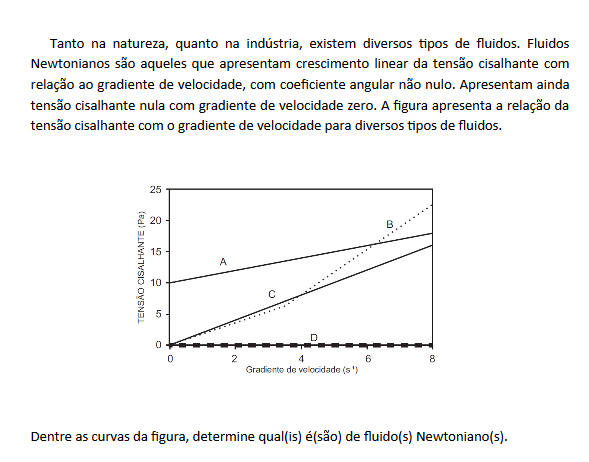 Tanto na natureza, quanto na indústria, existem diversos tipos de fluidos. Fluidos
Newtonianos são aqueles que apresentam crescimento linear da tensão cisalhante com
relação ao gradiente de velocidade, com coeficiente angular não nulo. Apresentam ainda
tensão cisalhante nula com gradiente de velocidade zero. A figura apresenta a relação da
tensão cisalhante com o gradiente de velocidade para diversos tipos de fluidos.
25
20
15
10
5
0
TENSÃO CISALHANTE (Pa)
A
B
C
D
0 2 4 6 8
Gradiente de velocidade (s⁻¹)
Dentre as curvas da figura, determine qual(is) é(são) de fluido(s) Newtoniano(s).